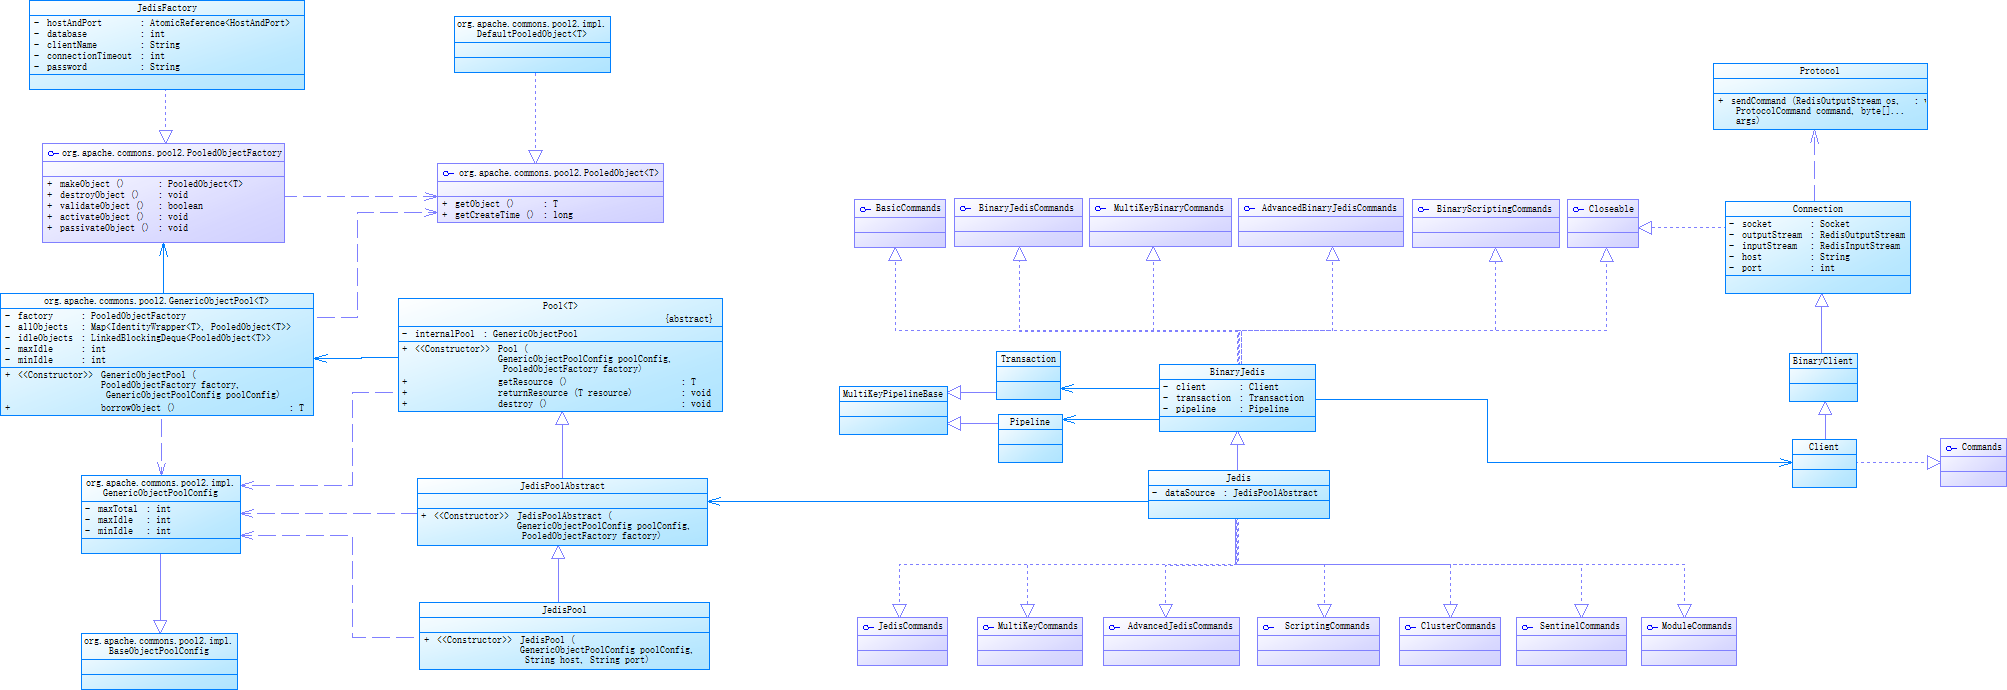 JedisFactory
- hostAndPort : AtomicReference<HostAndPort>
- database : int
- clientName : String
- connectionTimeout : int
- password : String
org.apache.commons.pool2.impl.
DefaultPooledObject<T>
org.apache.commons.pool2.PooledObjectFactory
+ makeObject () : PooledObject<T>
+ destroyObject () : void
+ validateObject () : boolean
+ activateObject () : void
+ passivateObject () : void
org.apache.commons.pool2.PooledObject<T>
+ getObject () : T
+ getCreateTime () : long
org.apache.commons.pool2.GenericObjectPool<T>
- factory : PooledObjectFactory
- allObjects : Map<IdentityWrapper<T>, PooledObject<T>>
- idleObjects : LinkedBlockingDeque<PooledObject<T>>
- maxIdle : int
- minIdle : int
+ <<Constructor>> GenericObjectPool (
PooledObjectFactory factory,
GenericObjectPoolConfig poolConfig)
+ borrowObject () : T
Pool<T>
{abstract}
- internalPool : GenericObjectPool
+ <<Constructor>> Pool (
GenericObjectPoolConfig poolConfig,
PooledObjectFactory factory)
+ getResource () : T
+ returnResource (T resource) : void
+ destroy () : void
org.apache.commons.pool2.impl.
GenericObjectPoolConfig
- maxTotal : int
- maxIdle : int
- minIdle : int
JedisPoolAbstract
+ <<Constructor>> JedisPoolAbstract (
GenericObjectPoolConfig poolConfig,
PooledObjectFactory factory)
org.apache.commons.pool2.impl.
BaseObjectPoolConfig
JedisPool
+ <<Constructor>> JedisPool (
GenericObjectPoolConfig poolConfig,
String host, String port)
BasicCommands
BinaryJedisCommands
MultiKeyBinaryCommands
AdvancedBinaryJedisCommands
BinaryScriptingCommands
Closeable
Protocol
+ sendCommand (RedisOutputStream os, :
ProtocolCommand command, byte[]...
args)
Connection
- socket : Socket
- outputStream : RedisOutputStream
- inputStream : RedisInputStream
- host : String
- port : int
Transaction
MultiKeyPipelineBase
Pipeline
BinaryJedis
- client : Client
- transaction : Transaction
- pipeline : Pipeline
BinaryClient
Client
Commands
Jedis
- dataSource : JedisPoolAbstract
JedisCommands
MultiKeyCommands
AdvancedJedisCommands
ScriptingCommands
ClusterCommands
SentinelCommands
ModuleCommands